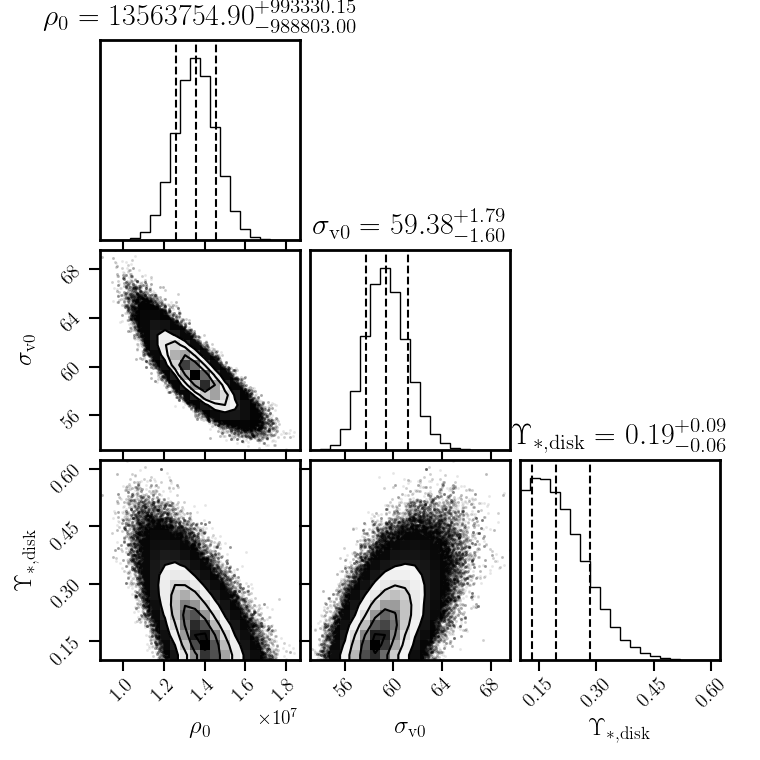 ρ₀ = 13563754.90⁺⁹⁹³³³⁰·¹⁵₋₉₈₈₈₀₃.₀₀
σᵥ₀ = 59.38⁺¹·⁷⁹₋₁.₆₀
68
64
60
56
σᵥ₀
ϒ∗,disk = 0.19⁺⁰·⁰⁹₋₀.₀₆
0.60
0.45
0.30
0.15
ϒ∗,disk
1.0 1.2 1.4 1.6 1.8
×10⁷
ρ₀
56 60 64 68
σᵥ₀
0.15 0.30 0.45 0.60
ϒ∗,disk